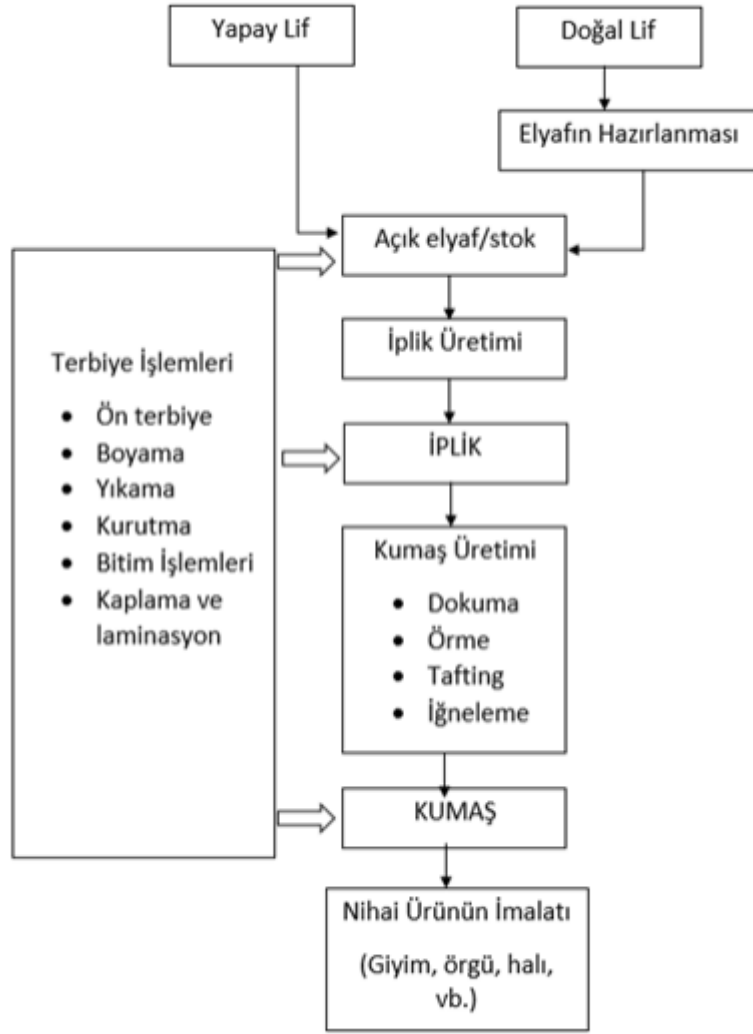 Yapay Lif
Doğal Lif
Elyafın Hazırlanması
Açık elyaf/stok
İplik Üretimi
Terbiye İşlemleri
• Ön terbiye
• Boyama
• Yıkama
• Kurutma
• Bitim İşlemleri
• Kaplama ve
laminasyon
İPLİK
Kumaş Üretimi
• Dokuma
• Örme
• Tafting
• İğneleme
KUMAŞ
Nihai Ürünün İmalatı
(Giyim, örgü, halı,
vb.)